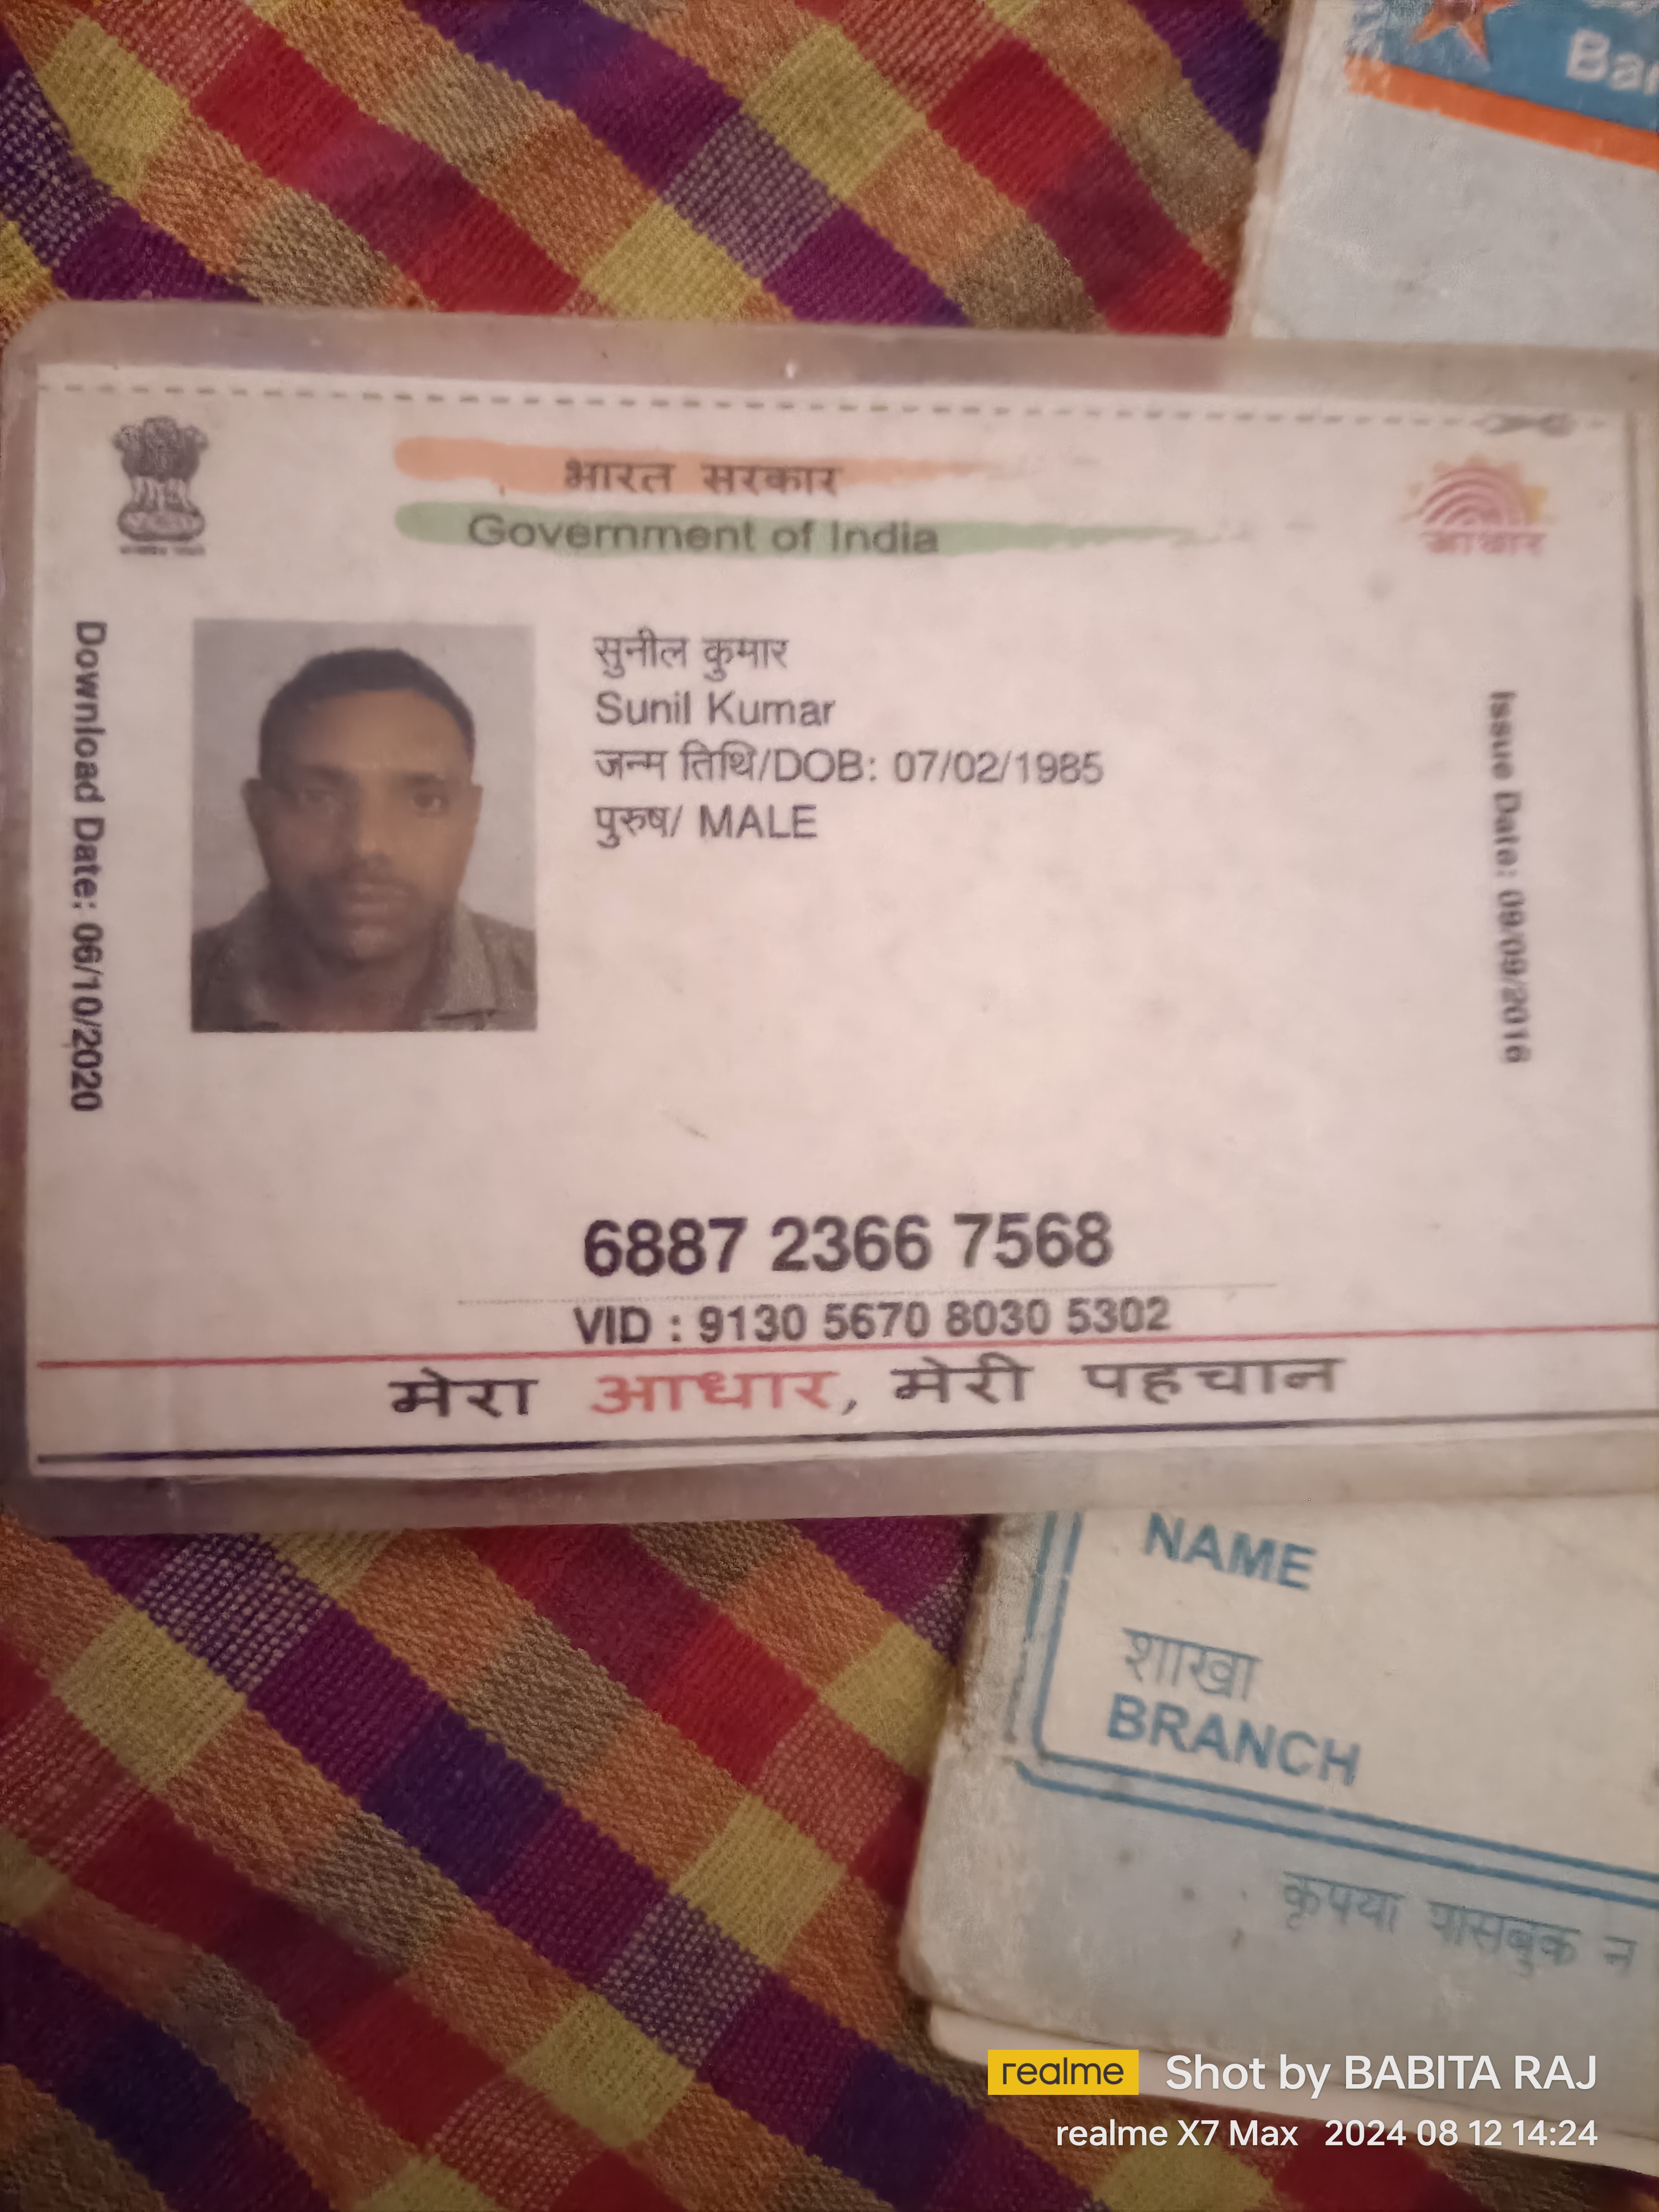 Ba
भारत सरकार
Government of India
आधार
Download Date: 06/10/2020
सुनील कुमार
Sunil Kumar
जन्म तिथि/DOB: 07/02/1985
पुरुष/ MALE
Issue Date: 09/09/2016
6887 2366 7568
VID : 9130 5670 8030 5302
मेरा आधार, मेरी पहचान
NAME
शाखा
BRANCH
कृपया पासबुक न
realme Shot by BABITA RAJ
realme X7 Max 2024 08 12 14:24